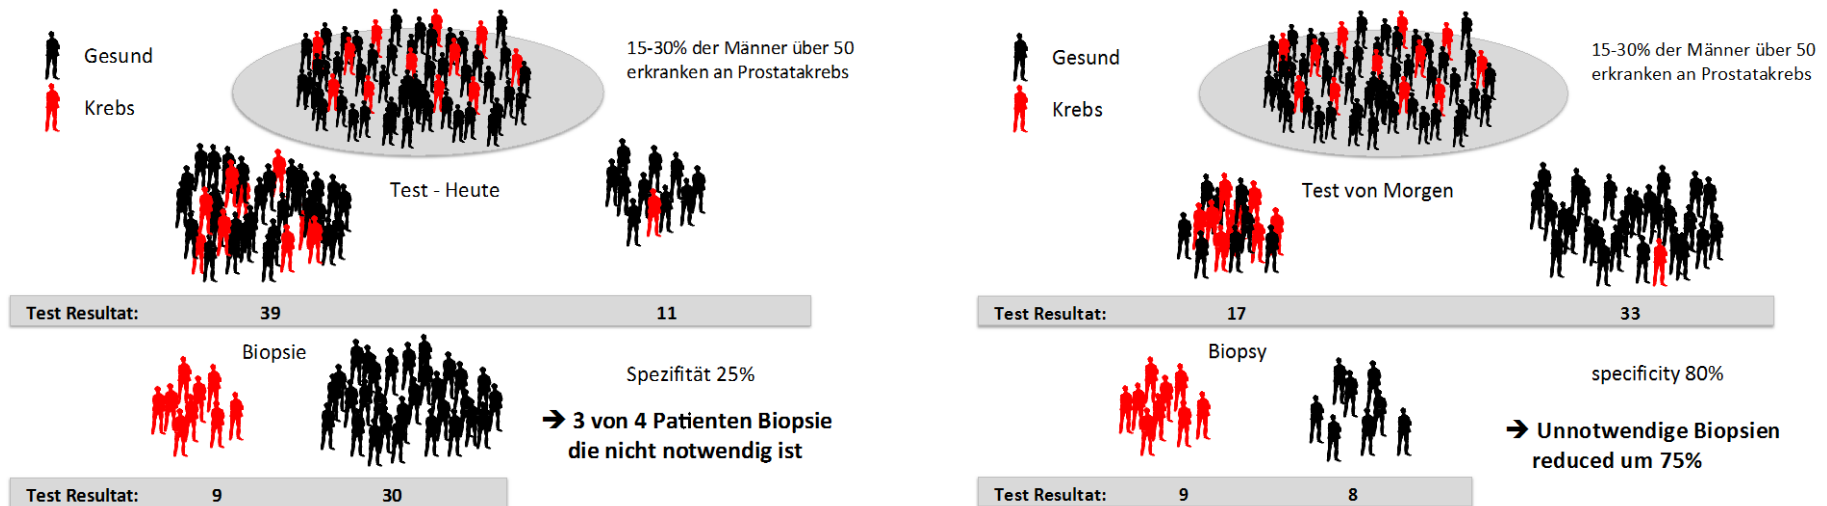 Gesund
Krebs
15-30% der Männer über 50
erkranken an Prostatakrebs
Test - Heute
Test Resultat: 39 11
Biopsie
Spezifität 25%
➔ 3 von 4 Patienten Biopsie
die nicht notwendig ist
Test Resultat: 9 30
Gesund
Krebs
15-30% der Männer über 50
erkranken an Prostatakrebs
Test von Morgen
Test Resultat: 17 33
Biopsy
specificity 80%
➔ Unnotwendige Biopsien
reduced um 75%
Test Resultat: 9 8